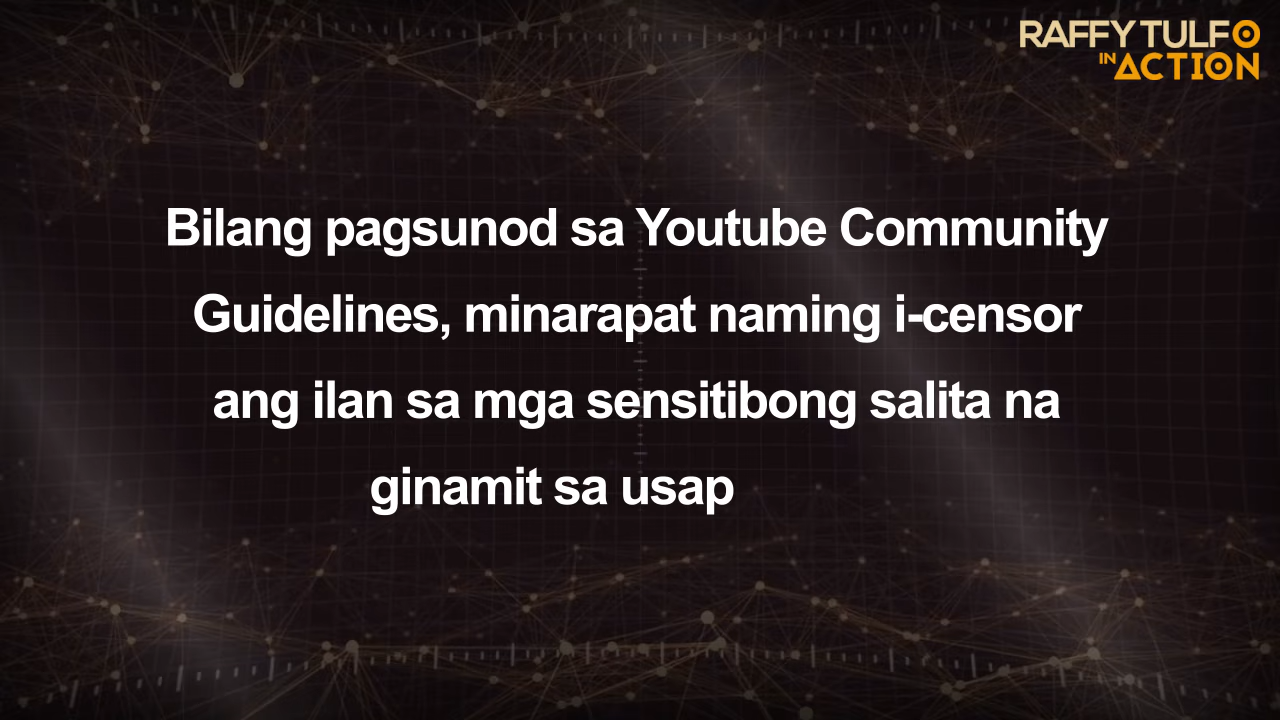 RAFFY TULFO
IN ACTION
Bilang pagsunod sa Youtube Community
Guidelines, minarapat naming i-censor
ang ilan sa mga sensitibong salita na
ginamit sa usap